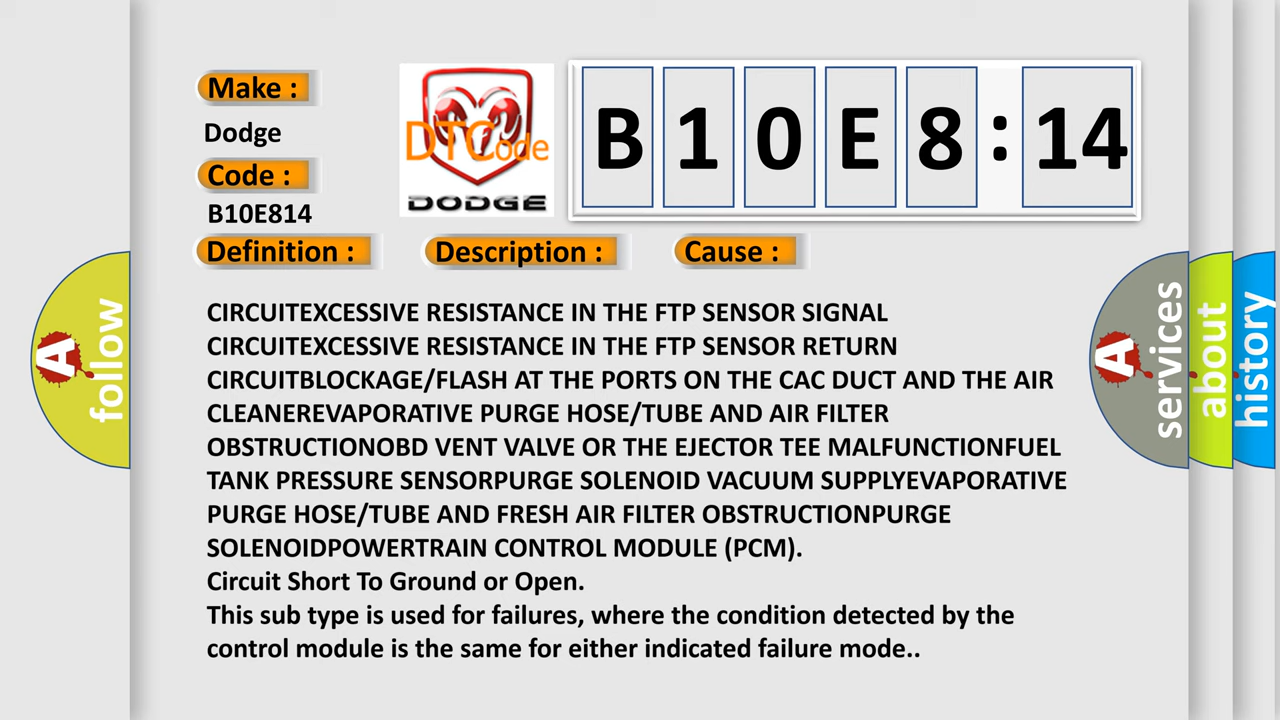 Make :
Dodge
Code :
B10E814
DTCode
DODGE
B10E8:14
Definition :
Description :
Cause :
CIRCUITEXCESSIVE RESISTANCE IN THE FTP SENSOR SIGNAL
CIRCUITEXCESSIVE RESISTANCE IN THE FTP SENSOR RETURN
CIRCUITBLOCKAGE/FLASH AT THE PORTS ON THE CAC DUCT AND THE AIR
CLEANEREVAPORATIVE PURGE HOSE/TUBE AND AIR FILTER
OBSTRUCTIONOBD VENT VALVE OR THE EJECTOR TEE MALFUNCTIONFUEL
TANK PRESSURE SENSORPURGE SOLENOID VACUUM SUPPLYEVAPORATIVE
PURGE HOSE/TUBE AND FRESH AIR FILTER OBSTRUCTIONPURGE
SOLENOIDPOWERTRAIN CONTROL MODULE (PCM).
Circuit Short To Ground or Open.
This sub type is used for failures, where the condition detected by the
control module is the same for either indicated failure mode..
A
follow
A
services
about
history